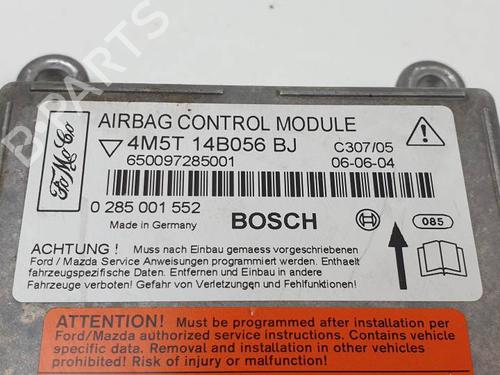 B-PARTS
FoMoCo
AIRBAG CONTROL MODULE
4M5T 14B056 BJ
C307/05
650097285001
06-06-04
0 285 001 552
Made in Germany
BOSCH
085
ACHTUNG ! Muss nach Einbau gemaess vorgeschriebenen
Ford / Mazda Service Anweisungen programmiert werden. Enthaelt
fahrzeugspezifische Daten. Entfernen und Einbau in andere
Fahrzeuge verboten! Gefahr von Verletzungen und Fehlfunktionen!
ATTENTION! Must be programmed after installation per
Ford/Mazda authorized service instructions. Contains vehicle
specific data. Removal and installation in other vehicles
prohibited! Risk of injury or malfunction!